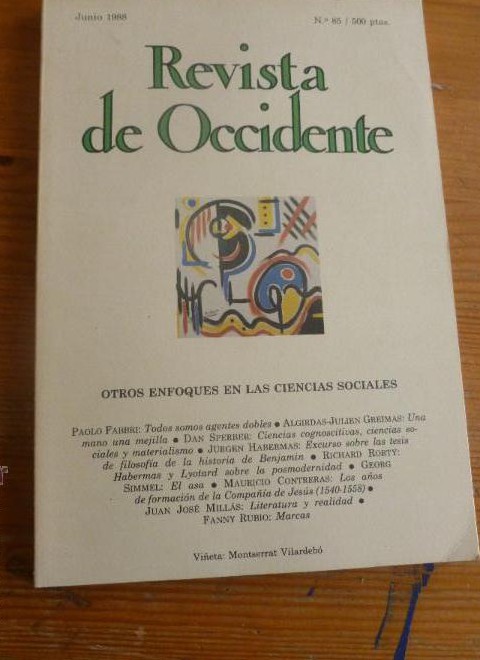 Junio 1988
N.º 85 / 500 ptas.
Revista
de Occidente
OTROS ENFOQUES EN LAS CIENCIAS SOCIALES
PAOLO FABBRI: Todos somos agentes dobles ● ALGIRDAS-JULIEN GREIMAS: Una
mano una mejilla ● DAN SPERBER: Ciencias cognoscitivas, ciencias so-
ciales y materialismo ● JÜRGEN HABERMAS: Excurso sobre las tesis
de filosofía de la historia de Benjamin ● RICHARD RORTY:
Habermas y Lyotard sobre la posmodernidad ● GEORG
SIMMEL: El asa ● MAURICIO CONTRERAS: Los años
de formación de la Compañía de Jesús (1540-1558) ●
JUAN JOSÉ MILLÁS: Literatura y realidad ●
FANNY RUBIO: Marcas
Viñeta: Montserrat Vilardebó